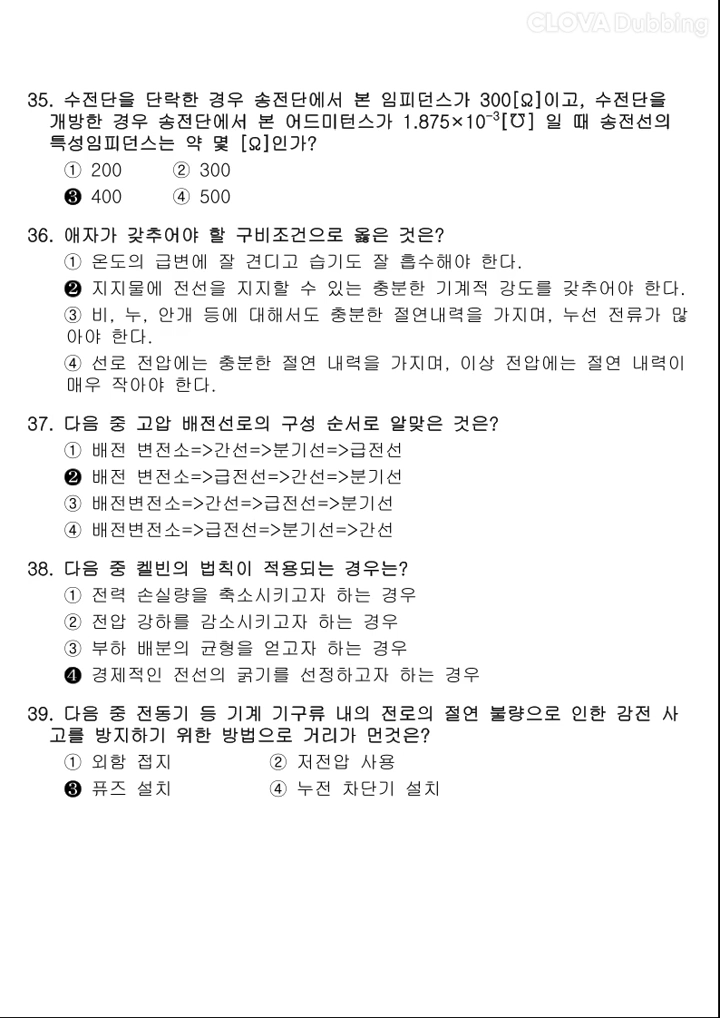 CLOVA Dubbing
35. 수전단을 단락한 경우 송전단에서 본 임피던스가 300[Ω]이고, 수전단을
개방한 경우 송전단에서 본 어드미턴스가 1.875×10⁻³[℧] 일 때 송전선의
특성임피던스는 약 몇 [Ω]인가?
① 200 ② 300
❸ 400 ④ 500
36. 애자가 갖추어야 할 구비조건으로 옳은 것은?
① 온도의 급변에 잘 견디고 습기도 잘 흡수해야 한다.
❷ 지지물에 전선을 지지할 수 있는 충분한 기계적 강도를 갖추어야 한다.
③ 비, 누, 안개 등에 대해서도 충분한 절연내력을 가지며, 누선 전류가 많
아야 한다.
④ 선로 전압에는 충분한 절연 내력을 가지며, 이상 전압에는 절연 내력이
매우 작아야 한다.
37. 다음 중 고압 배전선로의 구성 순서로 알맞은 것은?
① 배전 변전소=>간선=>분기선=>급전선
❷ 배전 변전소=>급전선=>간선=>분기선
③ 배전변전소=>간선=>급전선=>분기선
④ 배전변전소=>급전선=>분기선=>간선
38. 다음 중 켈빈의 법칙이 적용되는 경우는?
① 전력 손실량을 축소시키고자 하는 경우
② 전압 강하를 감소시키고자 하는 경우
③ 부하 배분의 균형을 얻고자 하는 경우
❹ 경제적인 전선의 굵기를 선정하고자 하는 경우
39. 다음 중 전동기 등 기계 기구류 내의 전로의 절연 불량으로 인한 감전 사
고를 방지하기 위한 방법으로 거리가 먼것은?
① 외함 접지 ② 저전압 사용
❸ 퓨즈 설치 ④ 누전 차단기 설치